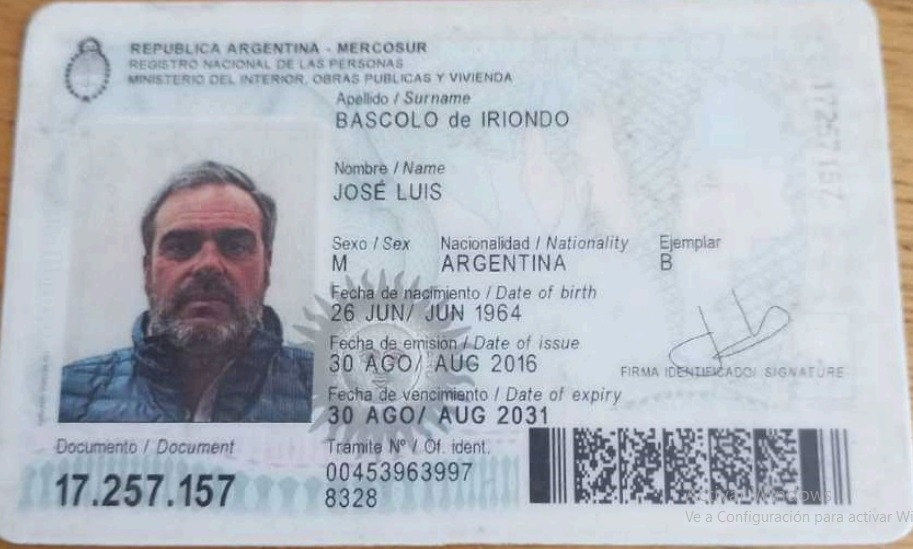 REPUBLICA ARGENTINA - MERCOSUR
REGISTRO NACIONAL DE LAS PERSONAS
MINISTERIO DEL INTERIOR, OBRAS PUBLICAS Y VIVIENDA
Apellido / Surname
BASCOLO de IRIONDO
Nombre / Name
JOSÉ LUIS
Sexo / Sex Nacionalidad / Nationality Ejemplar
M ARGENTINA B
Fecha de nacimiento / Date of birth
26 JUN/ JUN 1964
Fecha de emisión / Date of issue
30 AGO/ AUG 2016
FIRMA IDENTIFICADO/ SIGNATURE
Fecha de vencimiento / Date of expiry
30 AGO/ AUG 2031
Documento / Document Tramite Nº / Of. ident.
17.257.157 00453963997
8328
17257157
Ve a Configuración para activar Wi